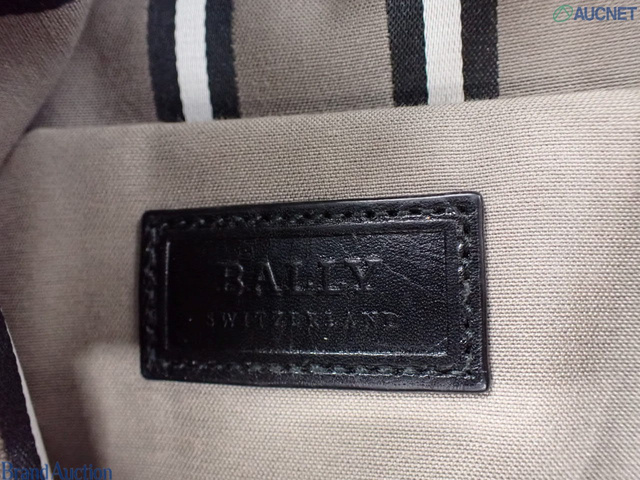 AUCNET
BALLY
SWITZERLAND
Brand Auction